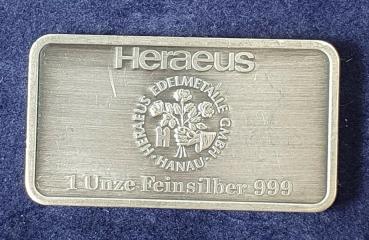 Heraeus
HERAEUS EDELMETALLE GMBH
·HANAU·
1 Unze Feinsilber 999